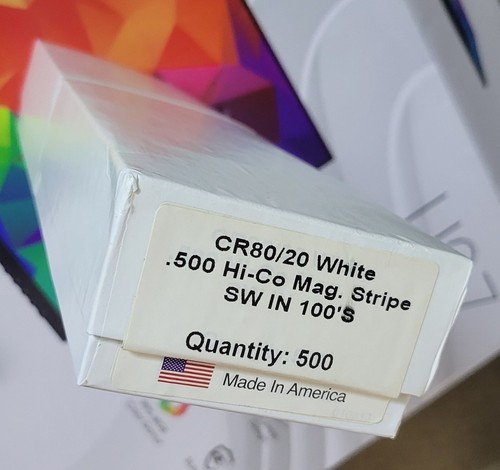 CR80/20 White
.500 Hi-Co Mag. Stripe
SW IN 100'S
Quantity: 500
Made In America